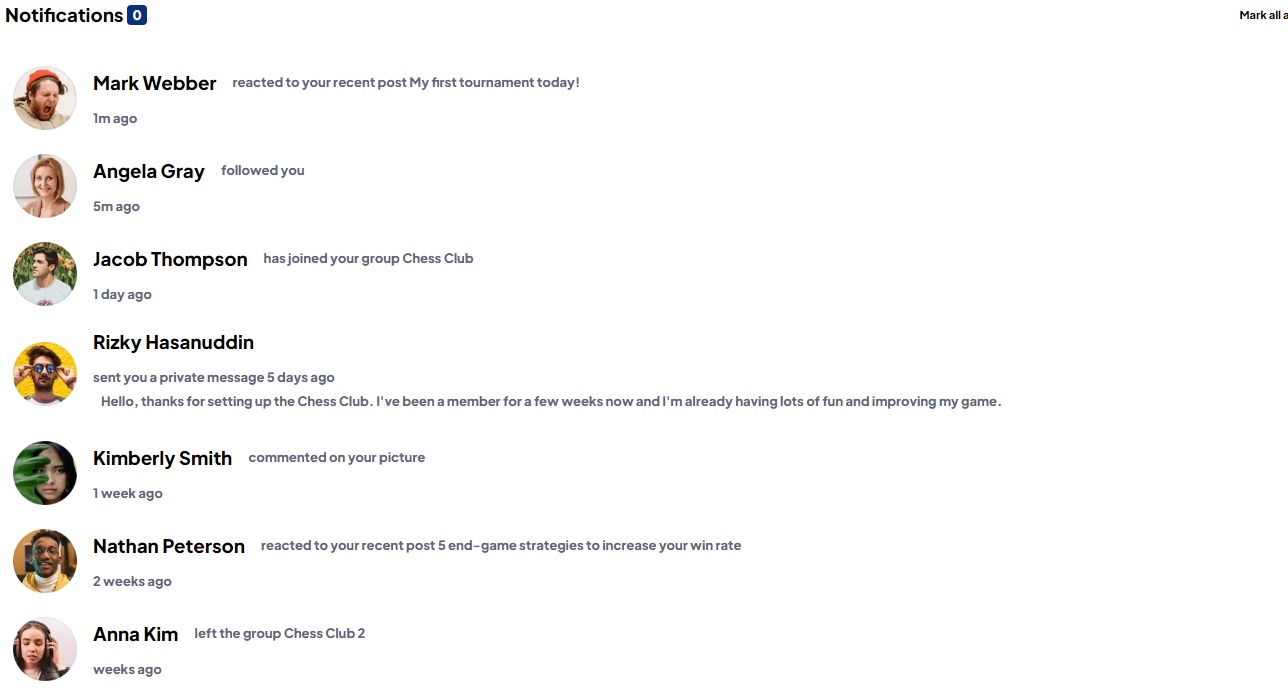 Notifications 0 Mark all a
Mark Webber reacted to your recent post My first tournament today!
1m ago
Angela Gray followed you
5m ago
Jacob Thompson has joined your group Chess Club
1 day ago
Rizky Hasanuddin
sent you a private message 5 days ago
Hello, thanks for setting up the Chess Club. I've been a member for a few weeks now and I'm already having lots of fun and improving my game.
Kimberly Smith commented on your picture
1 week ago
Nathan Peterson reacted to your recent post 5 end-game strategies to increase your win rate
2 weeks ago
Anna Kim left the group Chess Club 2
weeks ago